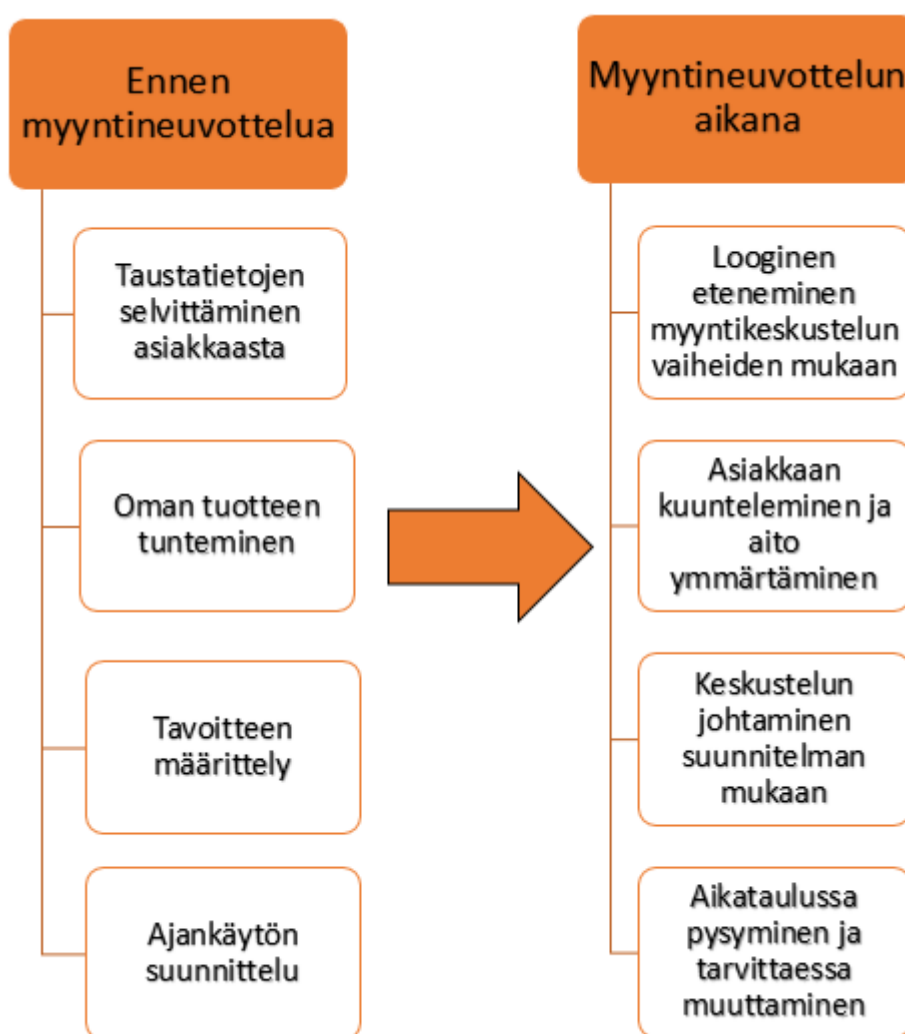 Ennen
myyntineuvottelua
Taustatietojen
selvittäminen
asiakkaasta
Oman tuotteen
tunteminen
Tavoitteen
määrittely
Ajankäytön
suunnittelu
Myyntineuvottelun
aikana
Looginen
eteneminen
myyntikeskustelun
vaiheiden mukaan
Asiakkaan
kuunteleminen ja
aito
ymmärtäminen
Keskustelun
johtaminen
suunnitelman
mukaan
Aikataulussa
pysyminen ja
tarvittaessa
muuttaminen